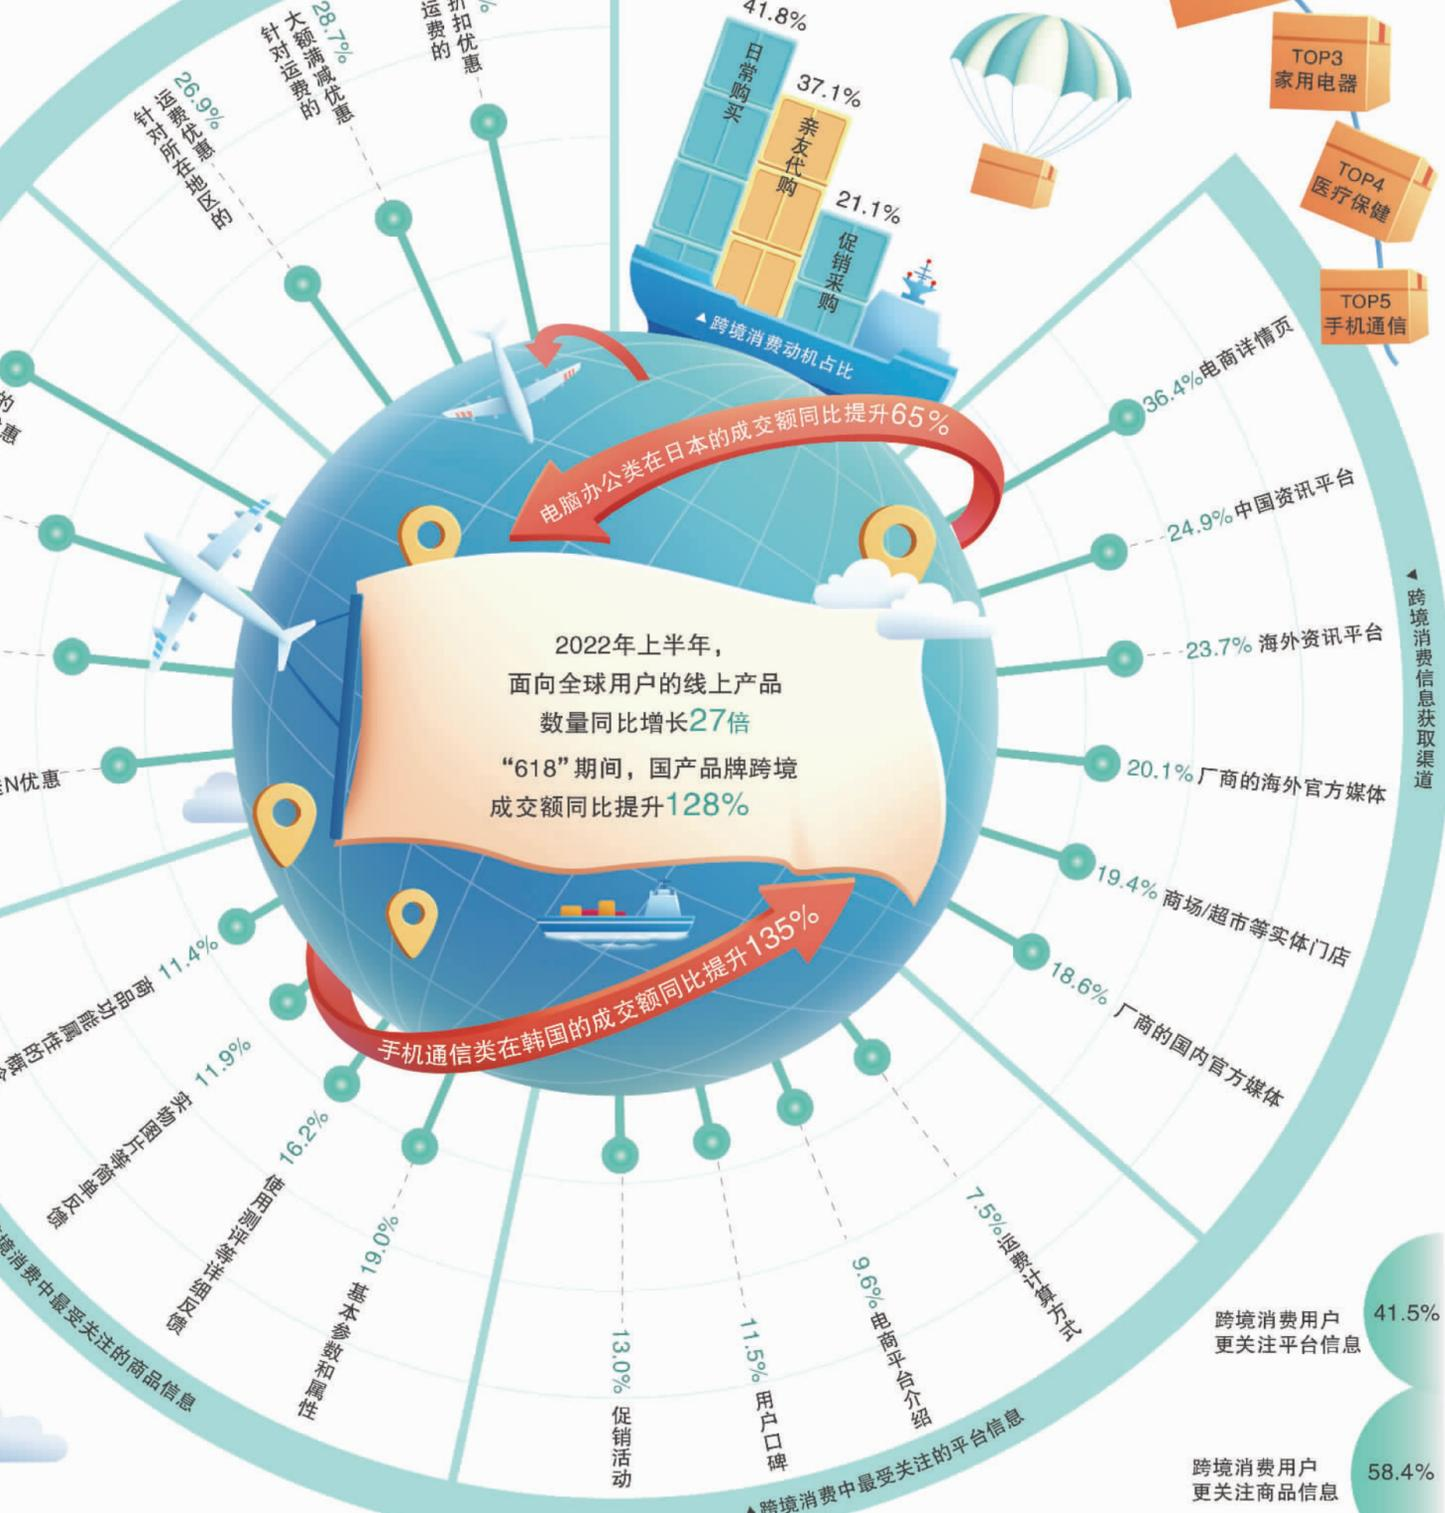 41.8%
日常购买
37.1%
亲友代购
21.1%
促销采购
▲跨境消费动机占比
TOP3
家用电器
TOP4
医疗保健
TOP5
手机通信
28.7%
大额满减优惠
针对运费的
26.9%
运费优惠
针对所在地区的
折扣优惠
运费的
%
的
惠
N优惠
电脑办公类在日本的成交额同比提升65%
2022年上半年，
面向全球用户的线上产品
数量同比增长27倍
“618”期间，国产品牌跨境
成交额同比提升128%
手机通信类在韩国的成交额同比提升135%
36.4%电商详情页
24.9%中国资讯平台
23.7% 海外资讯平台
20.1%厂商的海外官方媒体
19.4% 商场/超市等实体门店
18.6% 厂商的国内官方媒体
▲跨境消费信息获取渠道
7.5%运费计算方式
9.6%电商平台介绍
11.5% 用户口碑
13.0% 促销活动
▲跨境消费中最受关注的平台信息
19.0% 基本参数和属性
16.2% 使用测评等详细反馈
11.9% 实物图片等简单反馈
11.4% 商品功能属性的概念
境消费中最受关注的商品信息
跨境消费用户
更关注平台信息
41.5%
跨境消费用户
更关注商品信息
58.4%